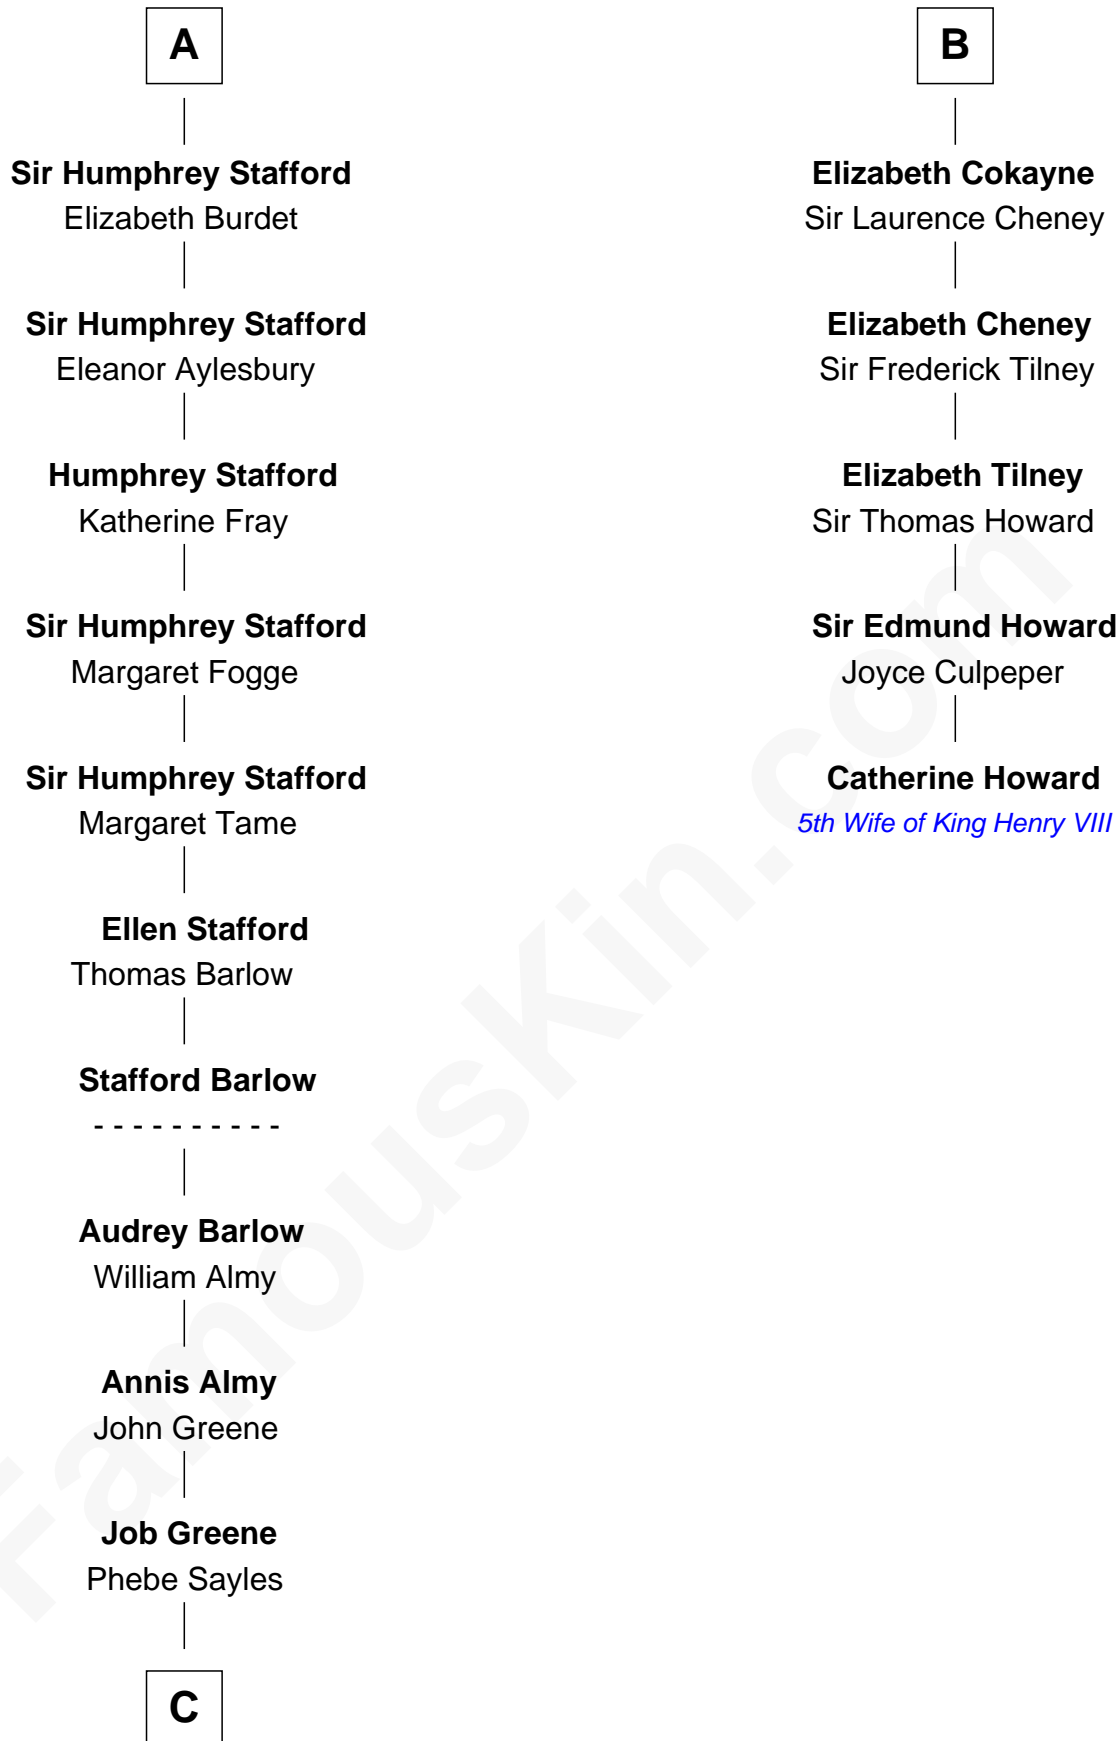 A
Sir Humphrey Stafford
Elizabeth Burdet
Sir Humphrey Stafford
Eleanor Aylesbury
Humphrey Stafford
Katherine Fray
Sir Humphrey Stafford
Margaret Fogge
Sir Humphrey Stafford
Margaret Tame
Ellen Stafford
Thomas Barlow
Stafford Barlow
- - - - - - - - - -
Audrey Barlow
William Almy
Annis Almy
John Greene
Job Greene
Phebe Sayles
C
B
Elizabeth Cokayne
Sir Laurence Cheney
Elizabeth Cheney
Sir Frederick Tilney
Elizabeth Tilney
Sir Thomas Howard
Sir Edmund Howard
Joyce Culpeper
Catherine Howard
5th Wife of King Henry VIII
FamousKin.com